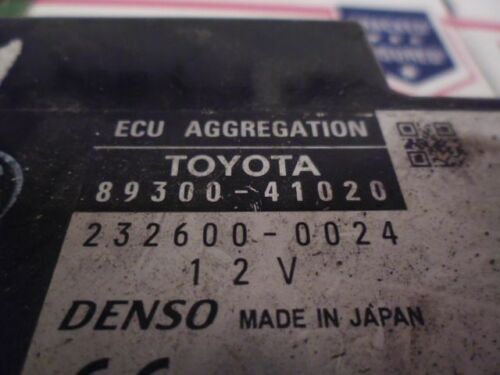 ECU AGGREGATION
TOYOTA
89300-41020
232600-0024
12V
DENSO MADE IN JAPAN